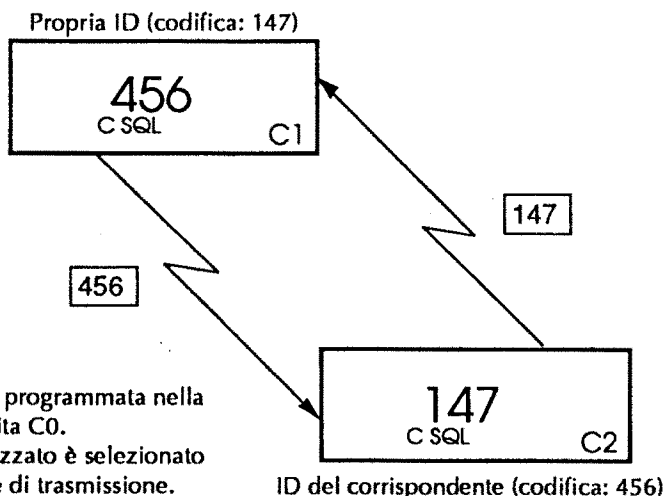 Propria ID (codifica: 147)
456
C SQL
C1
147
456
programmata nella
ita C0.
zzato è selezionato
e di trasmissione.
147
C SQL
C2
ID del corrispondente (codifica: 456)